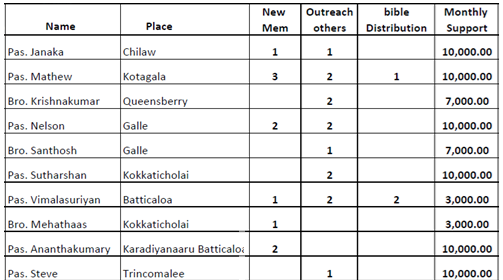 Name Place New Mem Outreach others bible Distribution Monthly Support
Pas. Janaka Chilaw 1 1 10,000.00
Pas. Mathew Kotagala 3 2 1 10,000.00
Bro. Krishnakumar Queensberry 2 7,000.00
Pas. Nelson Galle 2 2 10,000.00
Bro. Santhosh Galle 1 7,000.00
Pas. Sutharshan Kokkaticholai 2 10,000.00
Pas. Vimalasuriyan Batticaloa 1 2 2 3,000.00
Bro. Mehathaas Kokkaticholai 1 3,000.00
Pas. Ananthakumary Karadiyanaaru Batticaloa 2 10,000.00
Pas. Steve Trincomalee 1 10,000.00